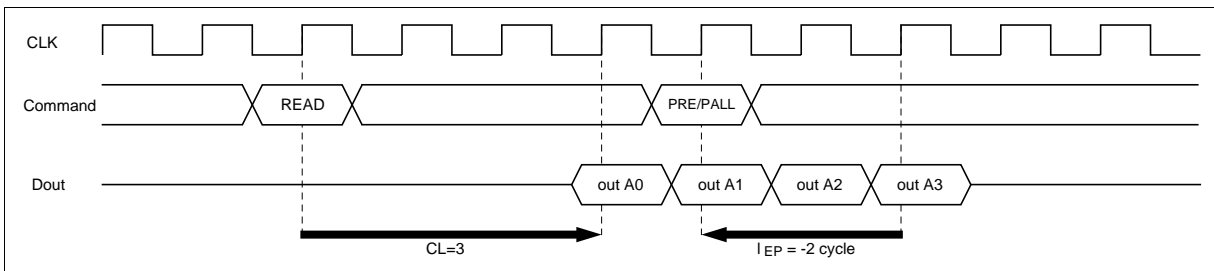 CLK
Command READ PRE/PALL
Dout out A0 out A1 out A2 out A3
CL=3 l EP = -2 cycle